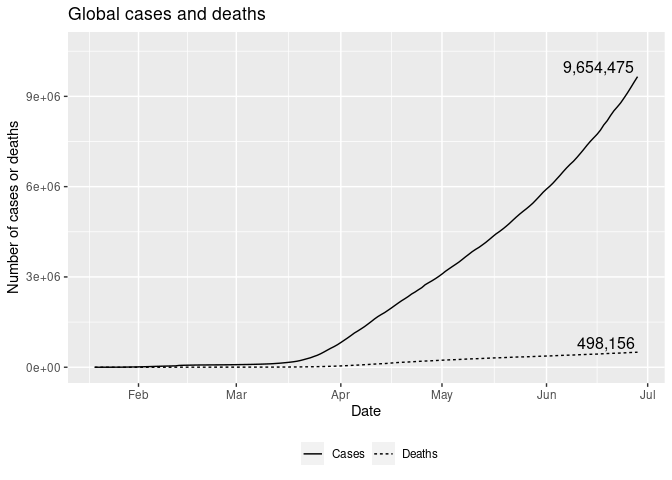 Global cases and deaths
9,654,475
9e+06
6e+06
3e+06
498,156
0e+00
Number of cases or deaths
Feb Mar Apr May Jun Jul
Date
Cases Deaths